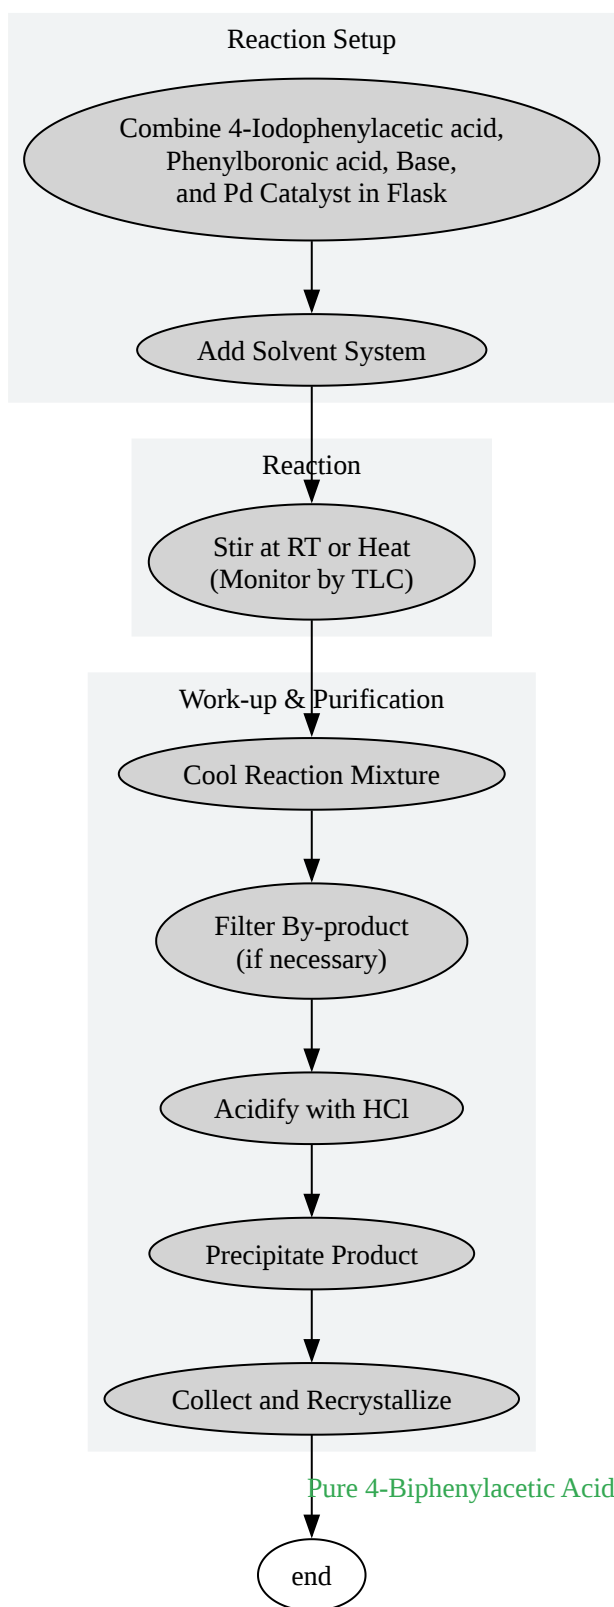 Reaction Setup
Combine 4-Iodophenylacetic acid,
Phenylboronic acid, Base,
and Pd Catalyst in Flask
Add Solvent System
Reaction
Stir at RT or Heat
(Monitor by TLC)
Work-up & Purification
Cool Reaction Mixture
Filter By-product
(if necessary)
Acidify with HCl
Precipitate Product
Collect and Recrystallize
Pure 4-Biphenylacetic Acid
end